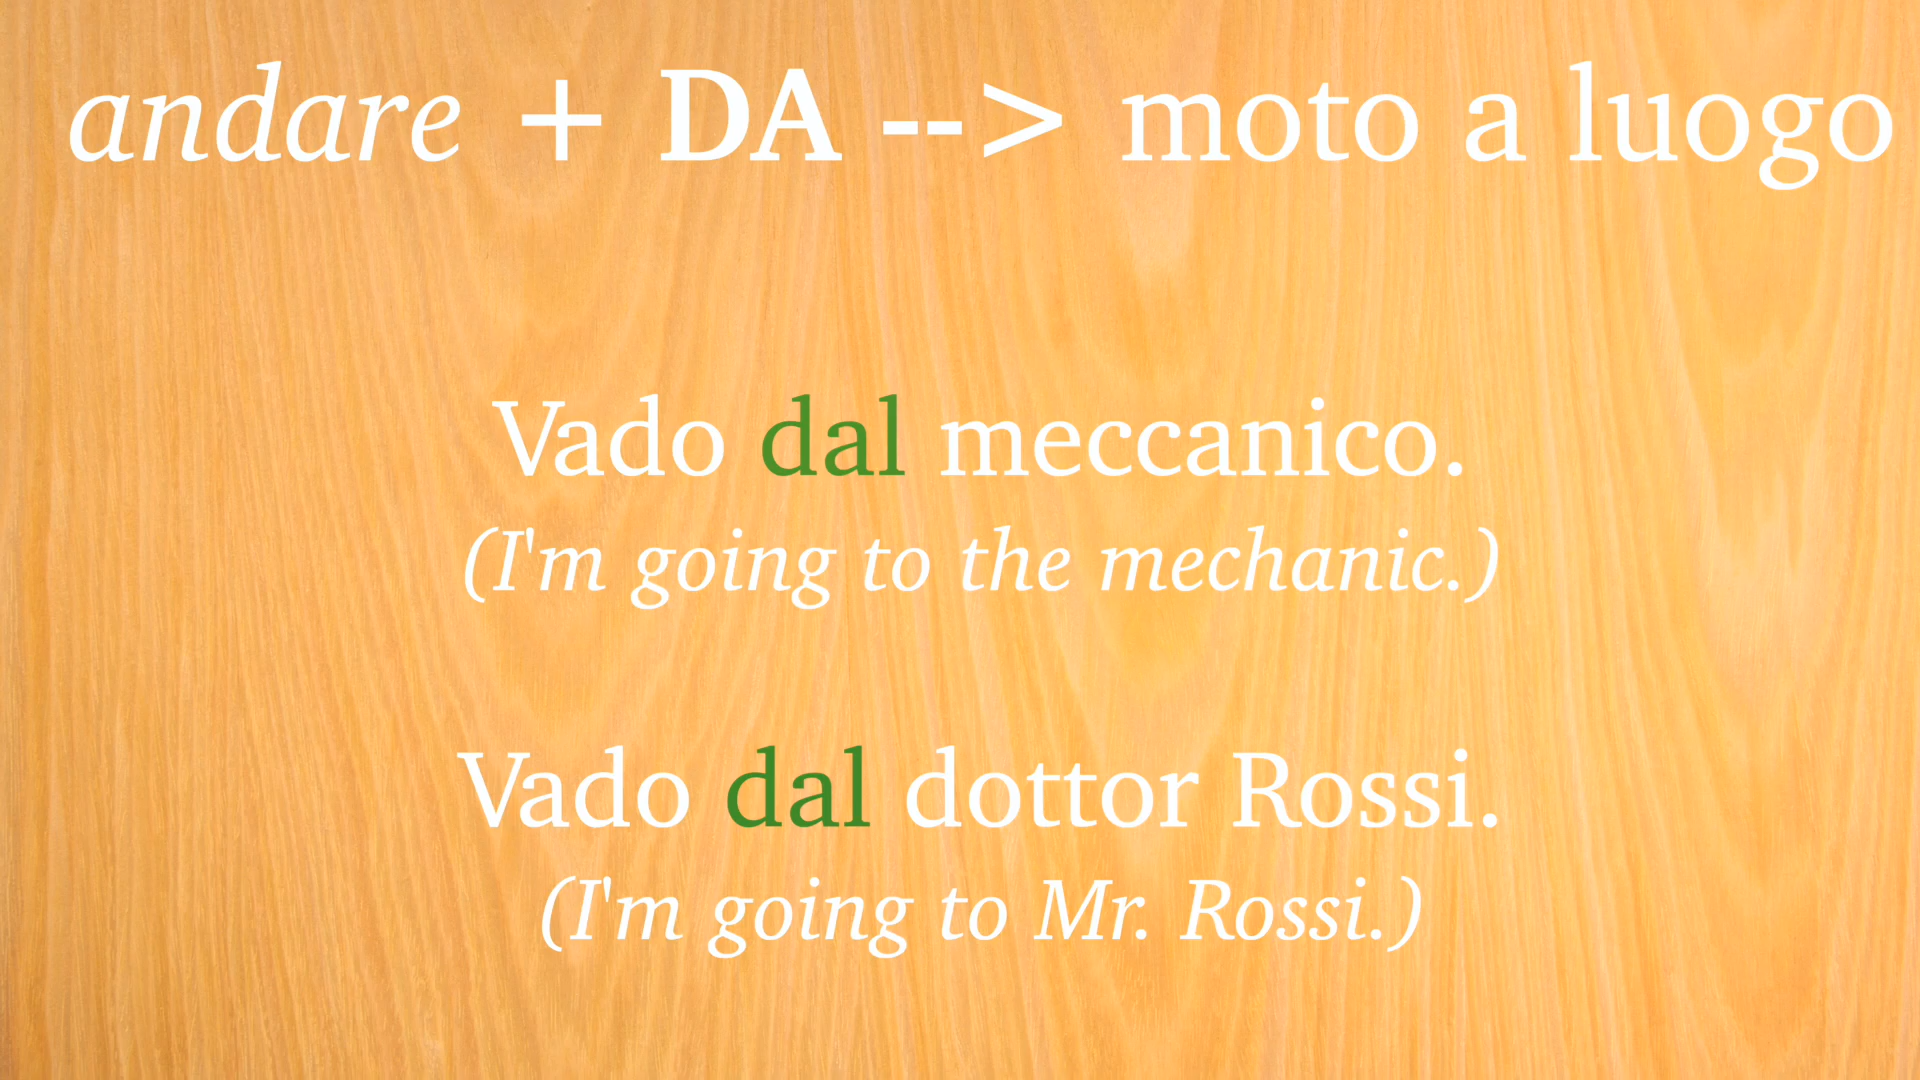 andare + DA --> moto a luogo
Vado dal meccanico.
(I'm going to the mechanic.)
Vado dal dottor Rossi.
(I'm going to Mr. Rossi.)